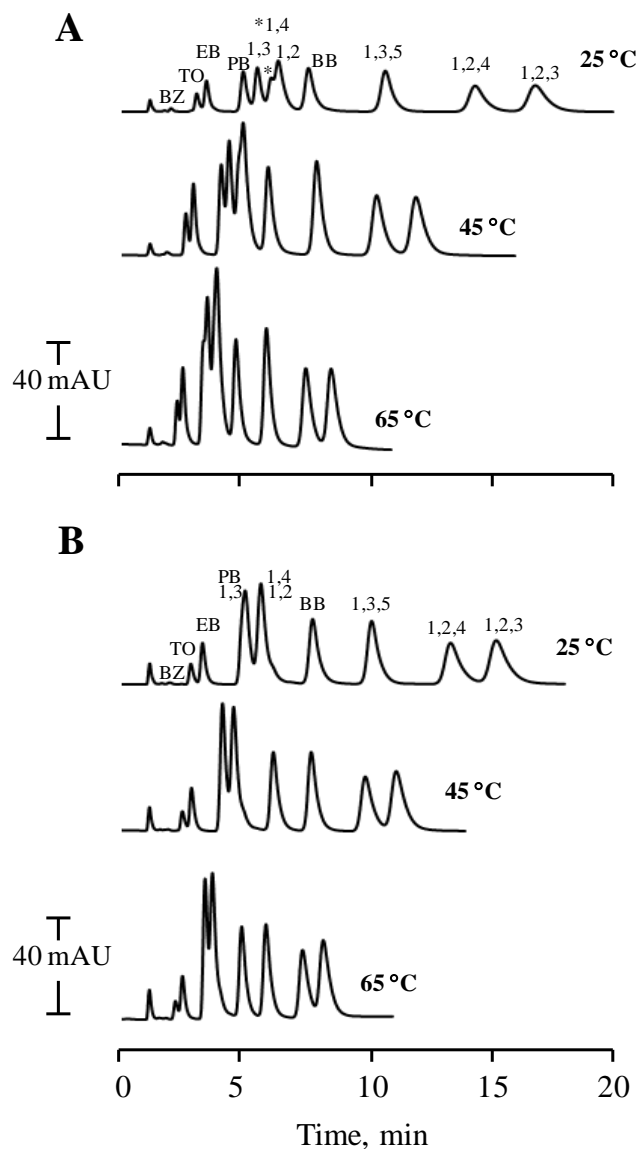 A
*1,4
EB 1,3 1,2
PB * BB
TO
BZ
1,3,5
1,2,4
1,2,3
25 °C
45 °C
40 mAU
65 °C
B
PB 1,4
1,3 1,2
EB
TO
BZ
BB
1,3,5
1,2,4
1,2,3
25 °C
45 °C
40 mAU
65 °C
0 5 10 15 20
Time, min